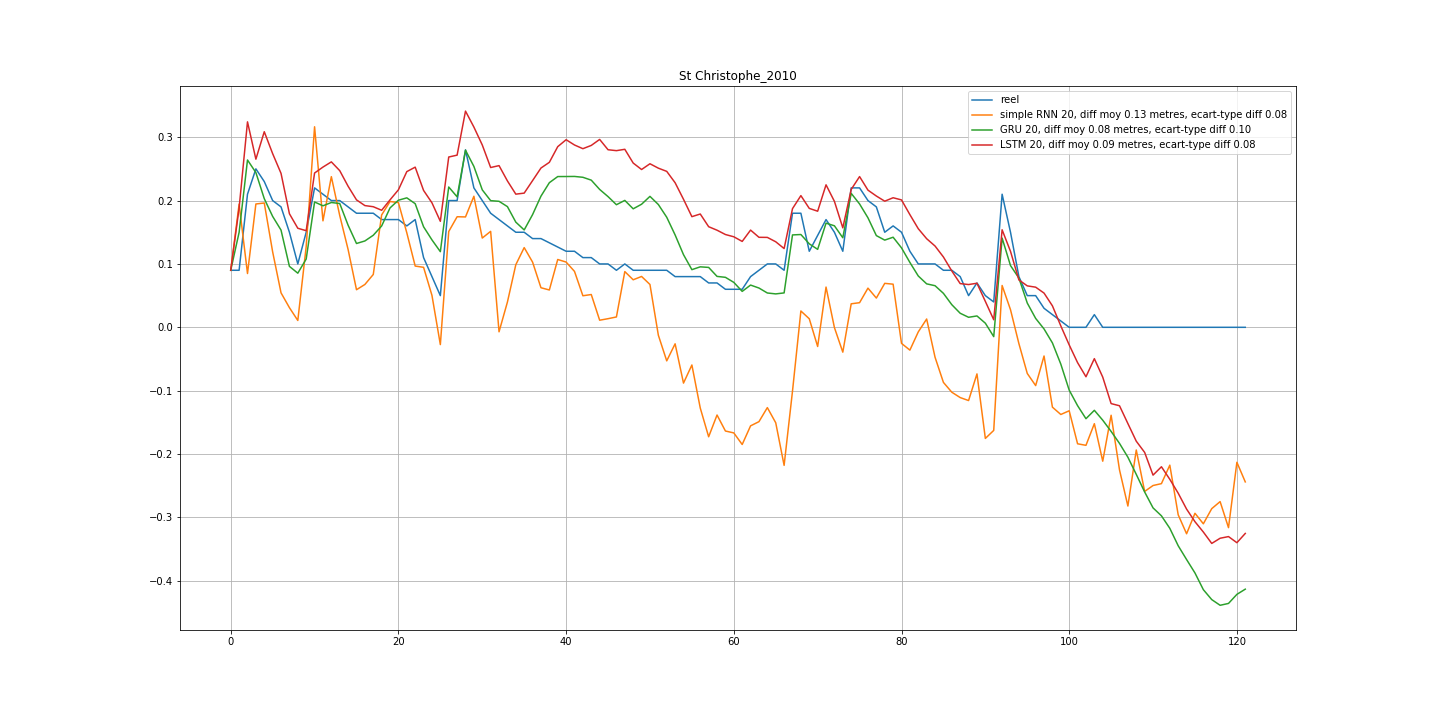 St Christophe_2010
reel
simple RNN 20, diff moy 0.13 metres, ecart-type diff 0.08
GRU 20, diff moy 0.08 metres, ecart-type diff 0.10
LSTM 20, diff moy 0.09 metres, ecart-type diff 0.08
0.3
0.2
0.1
0.0
−0.1
−0.2
−0.3
−0.4
0 20 40 60 80 100 120